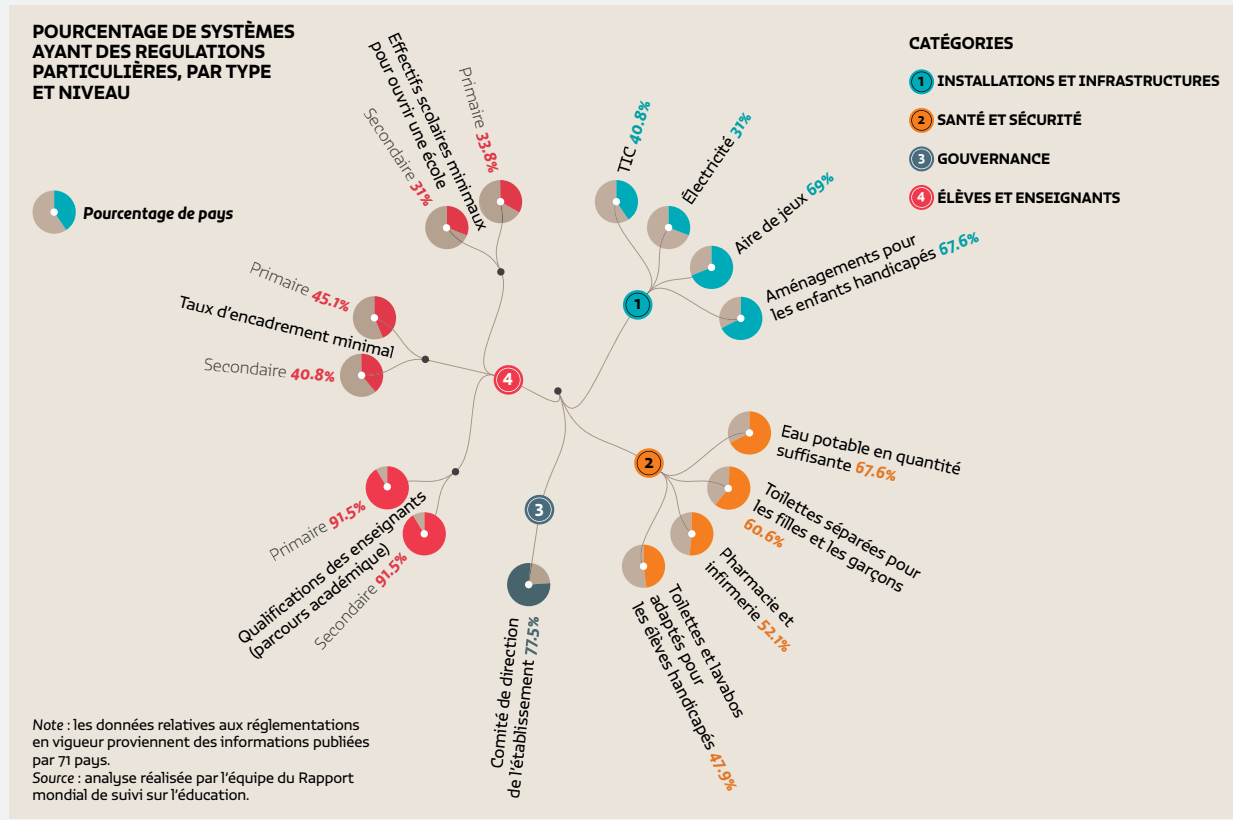 POURCENTAGE DE SYSTÈMES
AYANT DES REGULATIONS
PARTICULIÈRES, PAR TYPE
ET NIVEAU
Pourcentage de pays
CATÉGORIES
1 INSTALLATIONS ET INFRASTRUCTURES
2 SANTÉ ET SÉCURITÉ
3 GOUVERNANCE
4 ÉLÈVES ET ENSEIGNANTS
Effectifs scolaires minimaux
pour ouvrir une école
Primaire 33.8%
Secondaire 31%
Primaire 45.1%
Taux d'encadrement minimal
Secondaire 40.8%
Primaire 91.5%
Qualifications des enseignants
(parcours académique)
Secondaire 91.5%
4
TIC 40.8%
Électricité 31%
Aire de jeux 69%
Aménagements pour
les enfants handicapés 67.6%
1
2
Eau potable en quantité
suffisante 67.6%
Toilettes séparées pour
les filles et les garçons
60.6%
Pharmacie et
infirmerie 52.1%
Toilettes et lavabos
adaptés pour
les élèves handicapés 47.9%
3
Comité de direction
de l'établissement 77.5%
Note : les données relatives aux réglementations
en vigueur proviennent des informations publiées
par 71 pays.
Source : analyse réalisée par l'équipe du Rapport
mondial de suivi sur l'éducation.